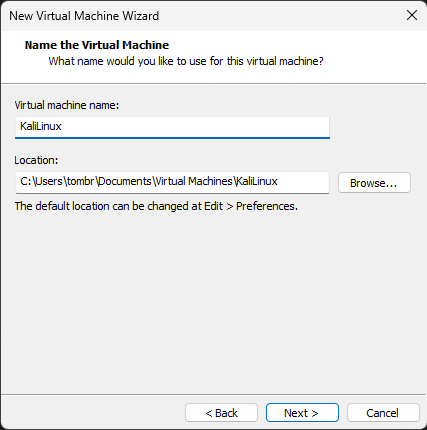 New Virtual Machine Wizard
Name the Virtual Machine
What name would you like to use for this virtual machine?
Virtual machine name:
KaliLinux
Location:
C:\Users\tombr\Documents\Virtual Machines\KaliLinux
Browse...
The default location can be changed at Edit > Preferences.
< Back
Next >
Cancel